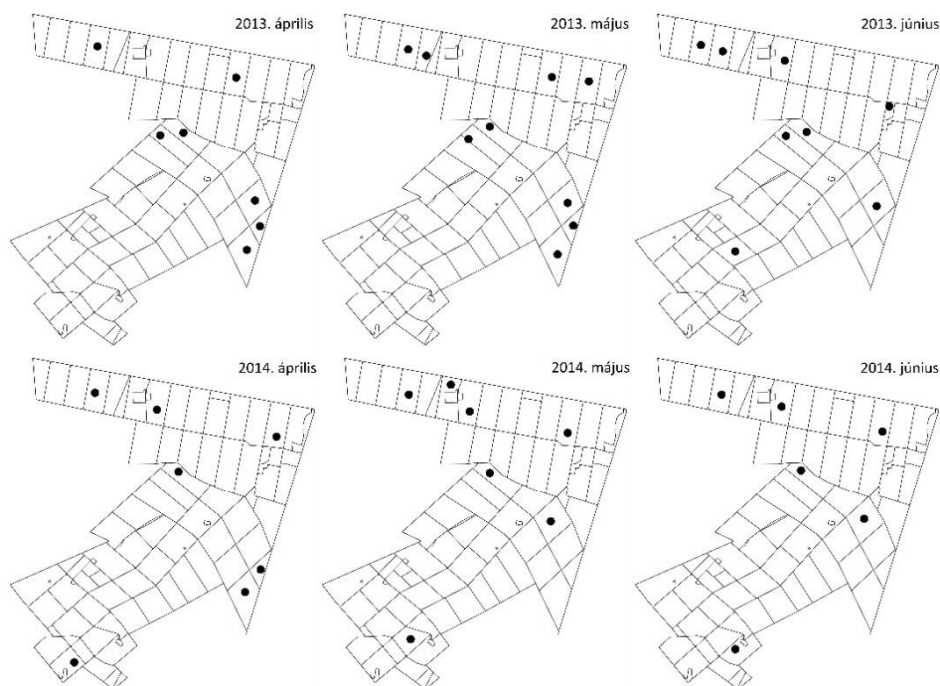 2013. április
2013. május
2013. június
2014. április
2014. május
2014. június